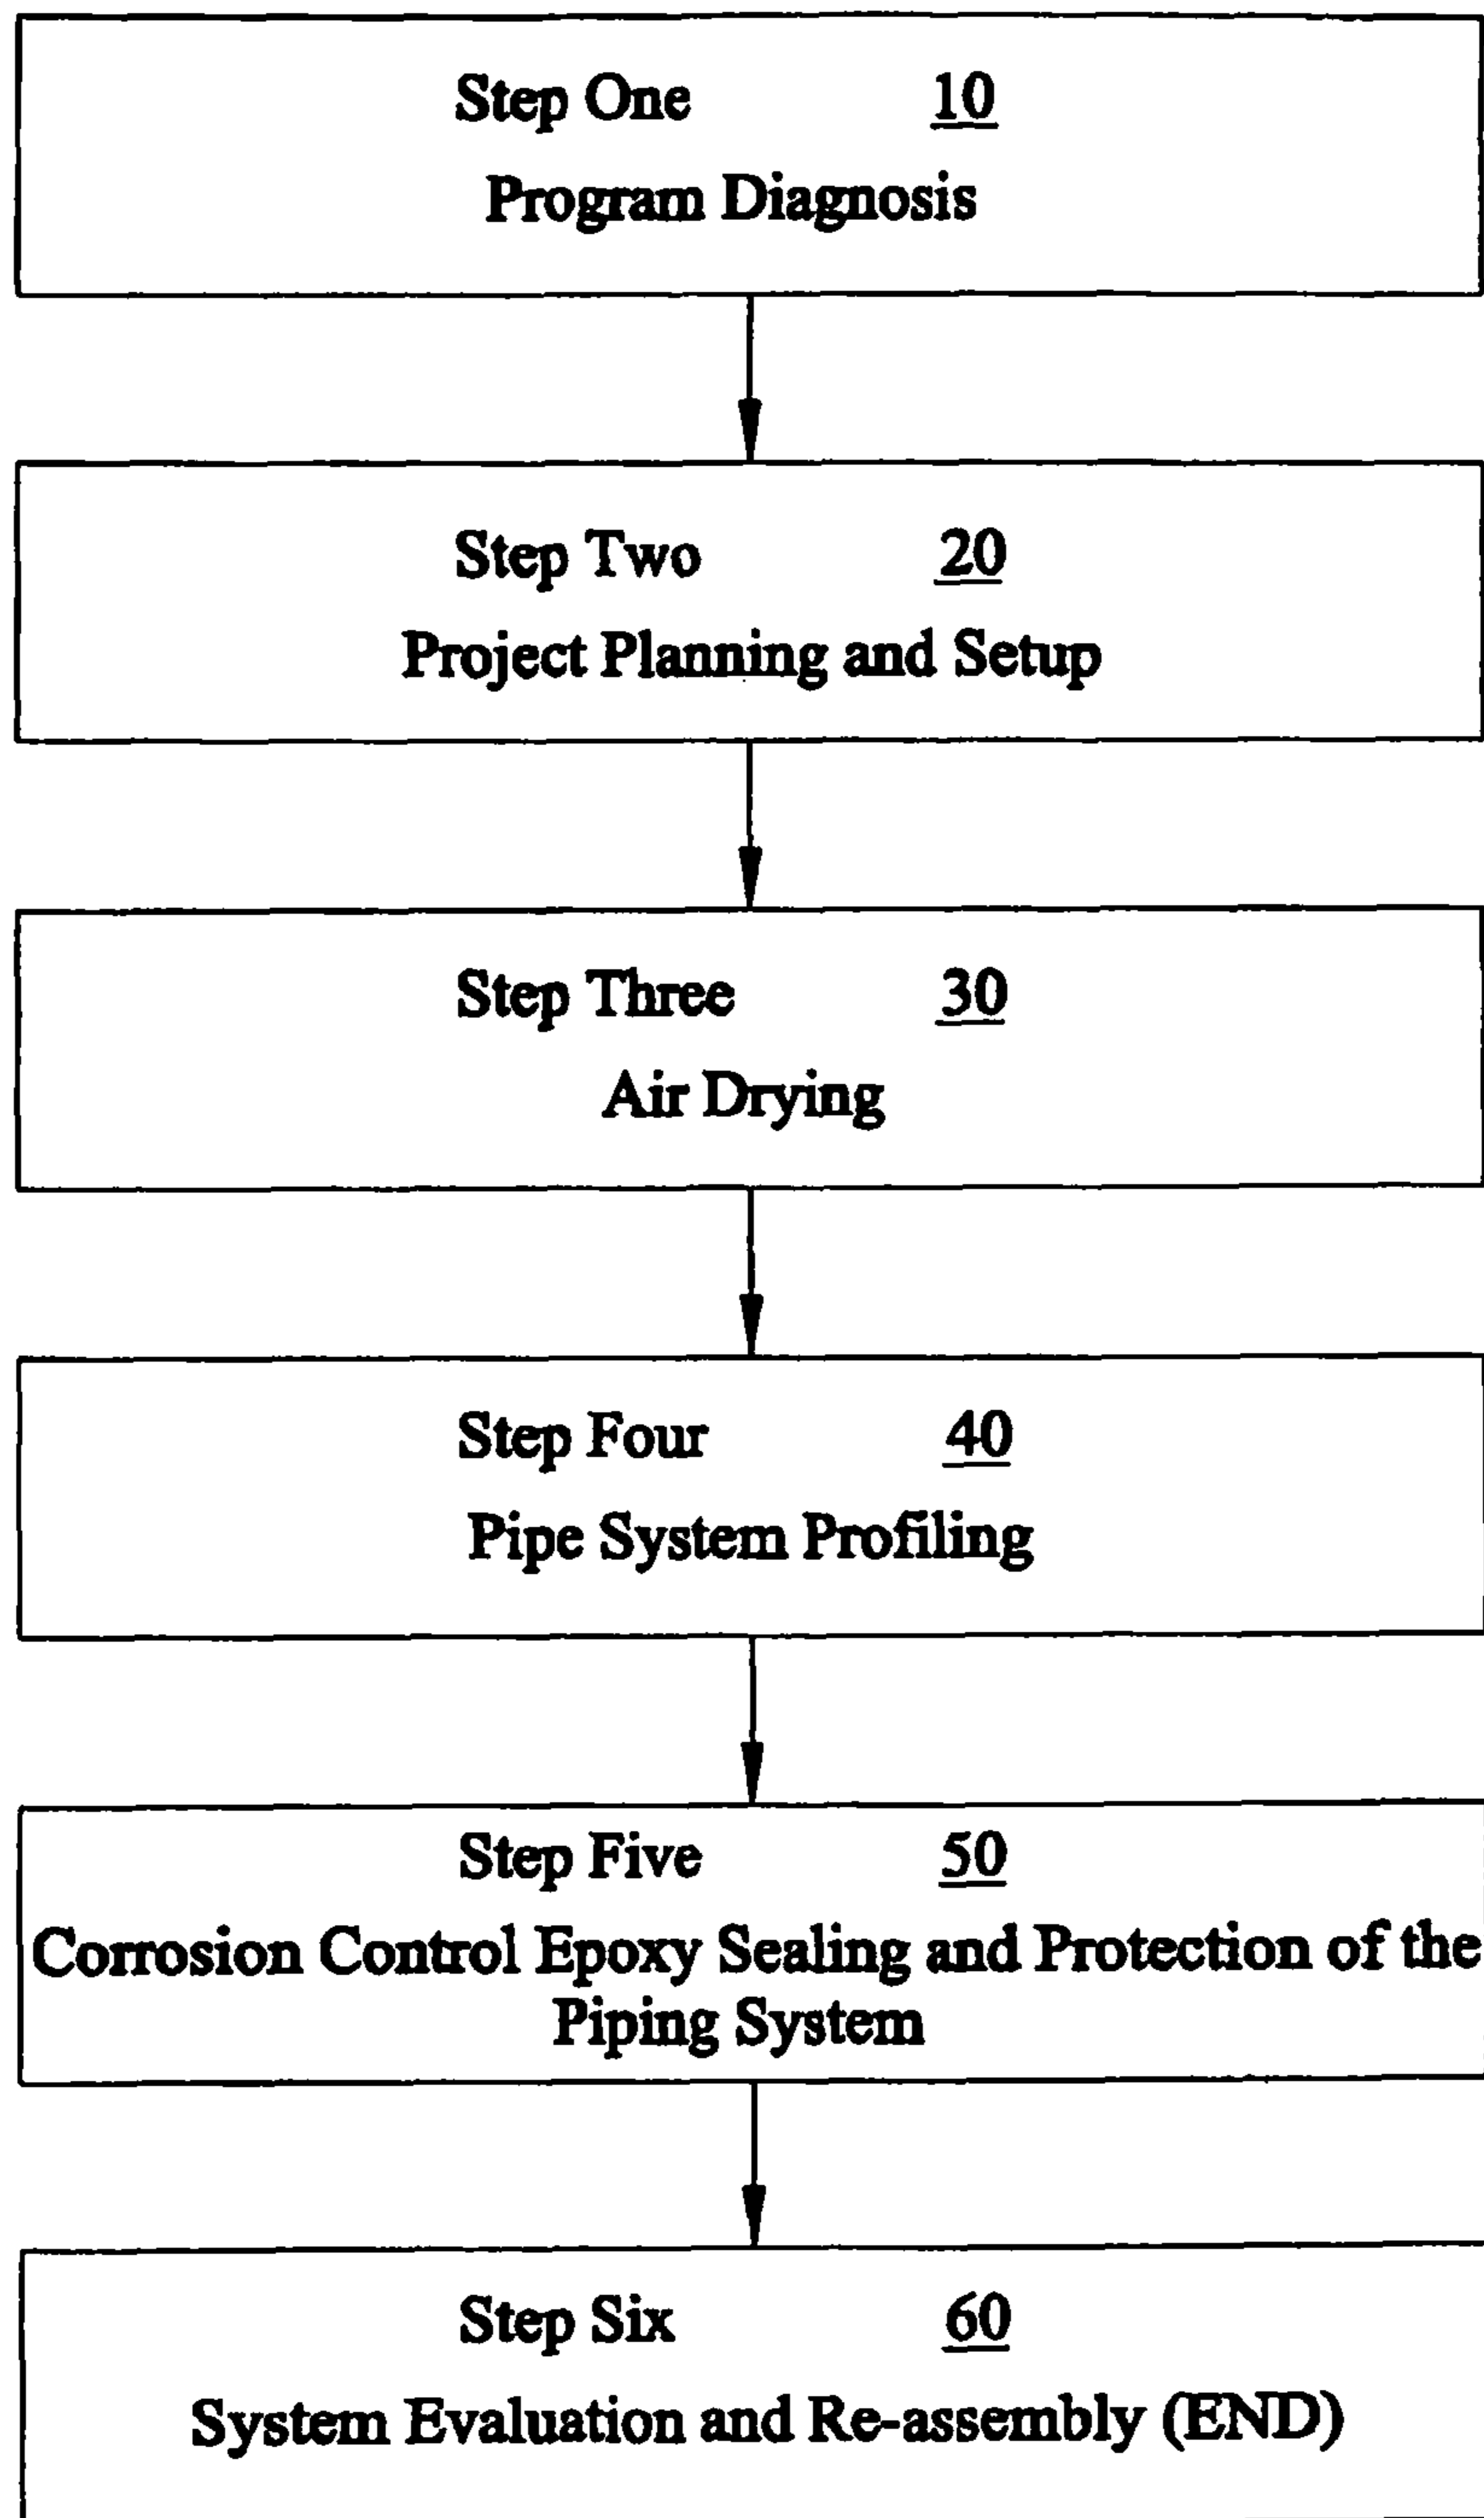 Step One 10
Program Diagnosis
Step Two 20
Project Planning and Setup
Step Three 30
Air Drying
Step Four 40
Pipe System Profiling
Step Five 50
Corrosion Control Epoxy Sealing and Protection of the
Piping System
Step Six 60
System Evaluation and Re-assembly (END)